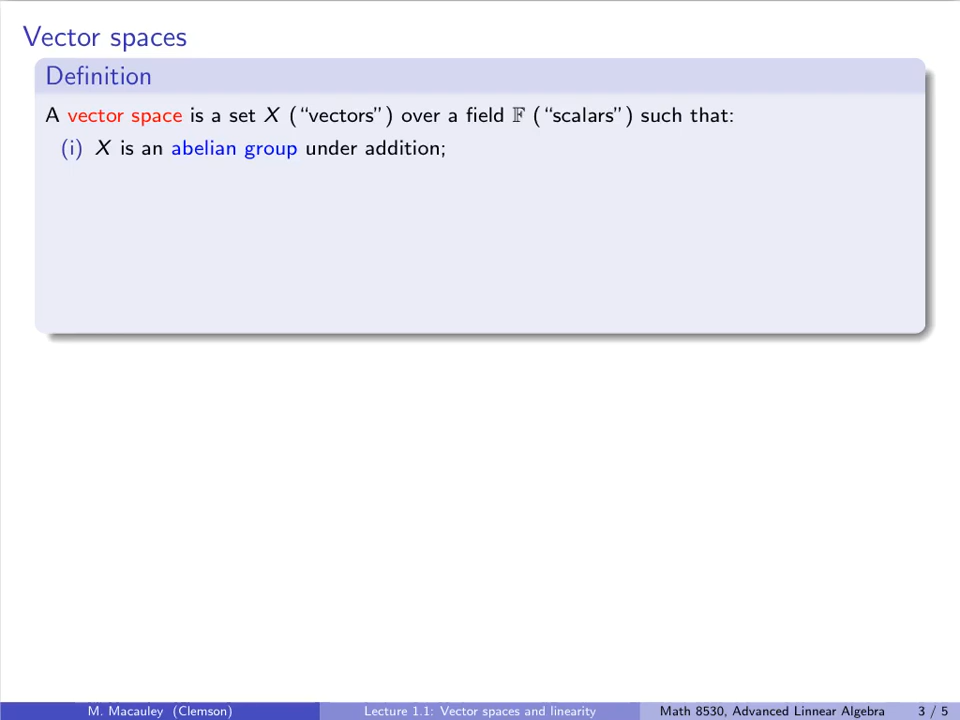 Vector spaces
Definition
A vector space is a set X (“vectors”) over a field 𝔽 (“scalars”) such that:
(i) X is an abelian group under addition;
M. Macauley (Clemson)
Lecture 1.1: Vector spaces and linearity
Math 8530, Advanced Linnear Algebra
3 / 5